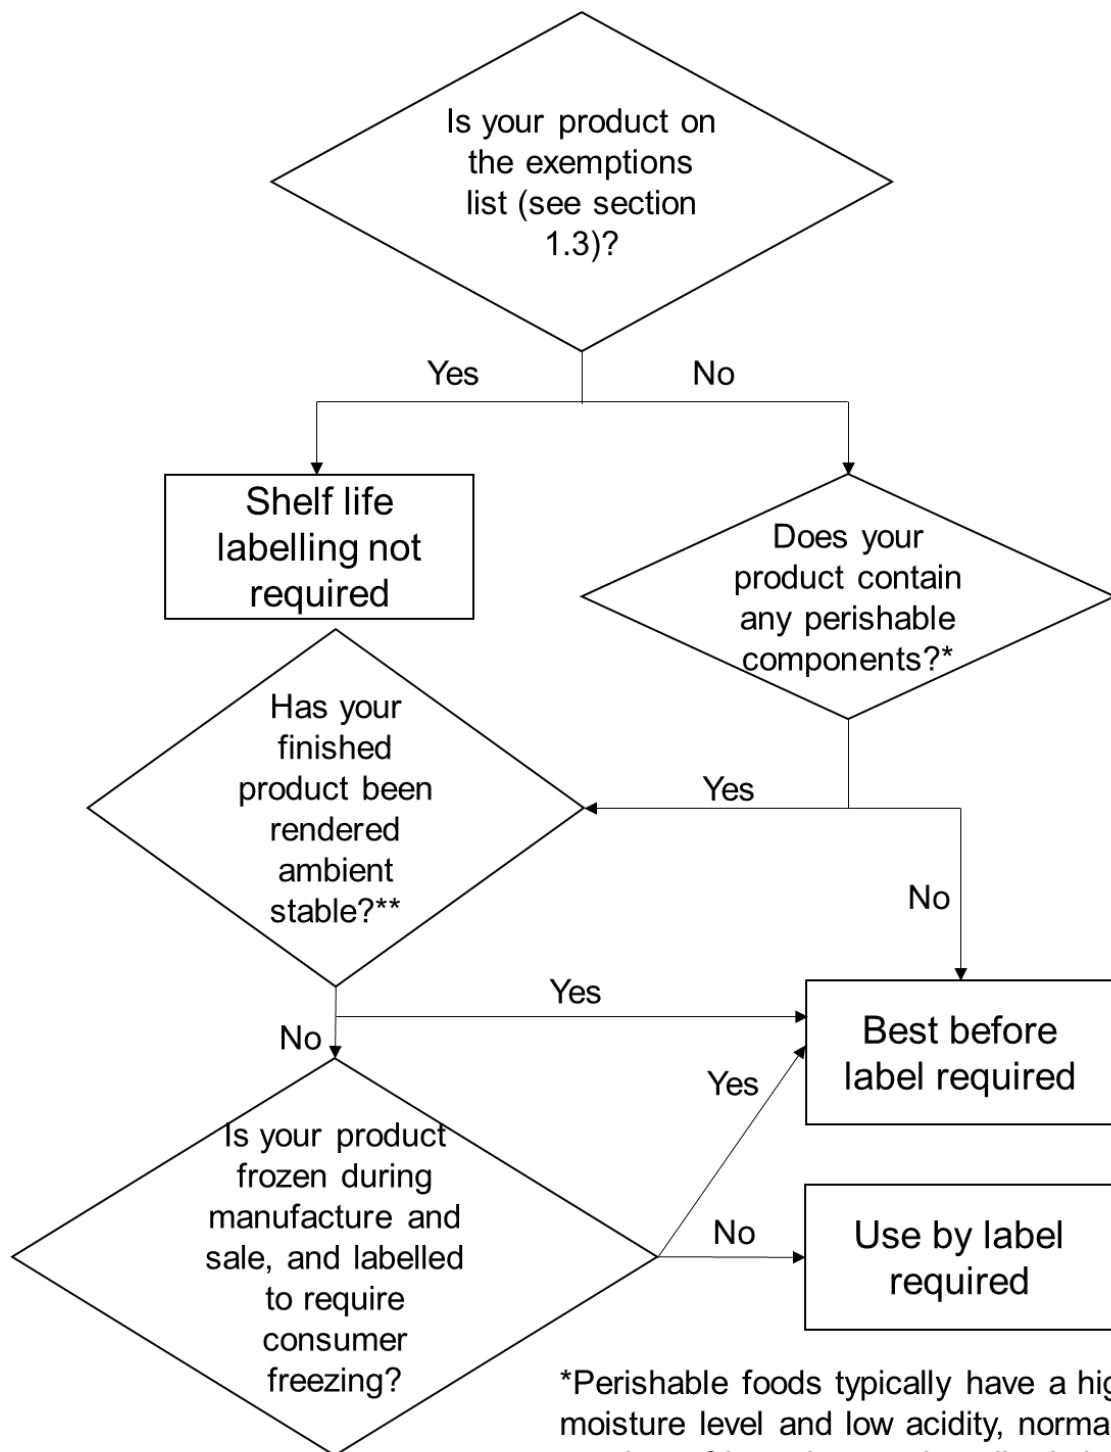 Is your product on
the exemptions
list (see section
1.3)?
Yes
No
Shelf life
labelling not
required
Does your
product contain
any perishable
components?*
Has your
finished
product been
rendered
ambient
stable?**
Yes
No
Yes
No
Best before
label required
Yes
Is your product
frozen during
manufacture and
sale, and labelled
to require
consumer
freezing?
No
Use by label
required
*Perishable foods typically have a hig
moisture level and low acidity, norma